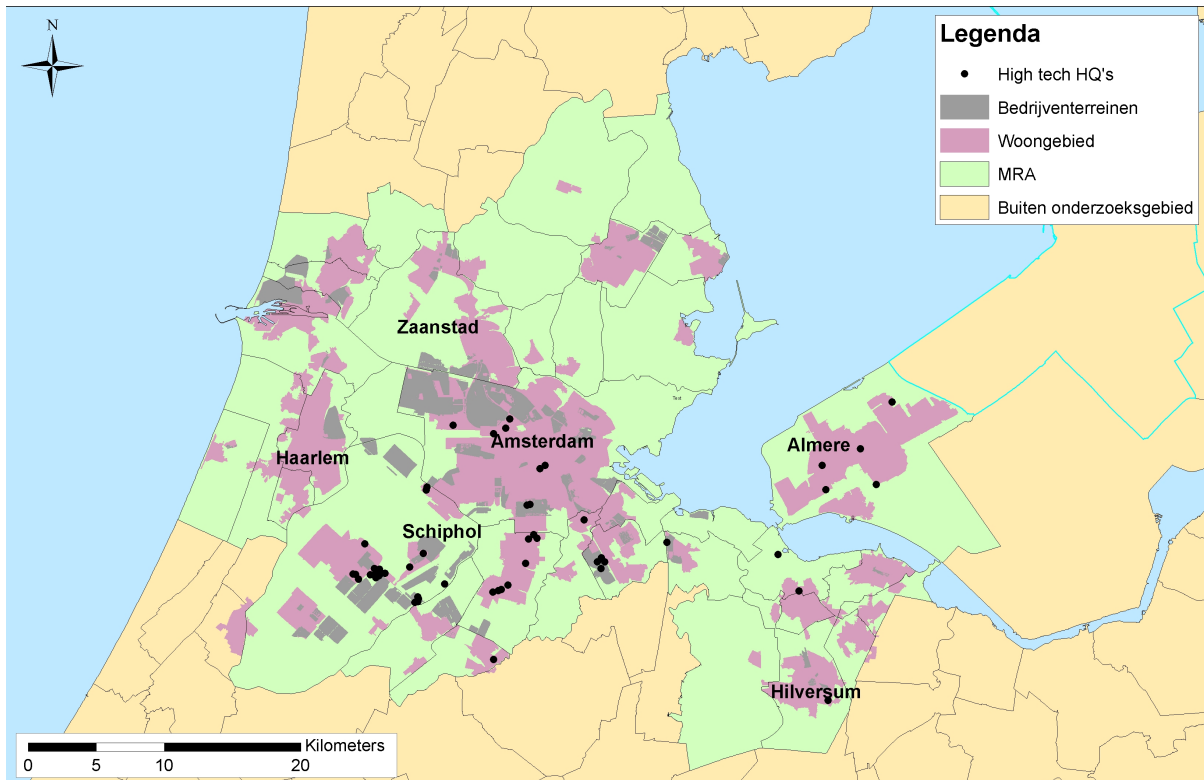 N
Legenda
High tech HQ's
Bedrijventerreinen
Woongebied
MRA
Buiten onderzoeksgebied
Zaanstad
Test
Amsterdam
Almere
Haarlem
Schiphol
Hilversum
Kilometers
0 5 10 20